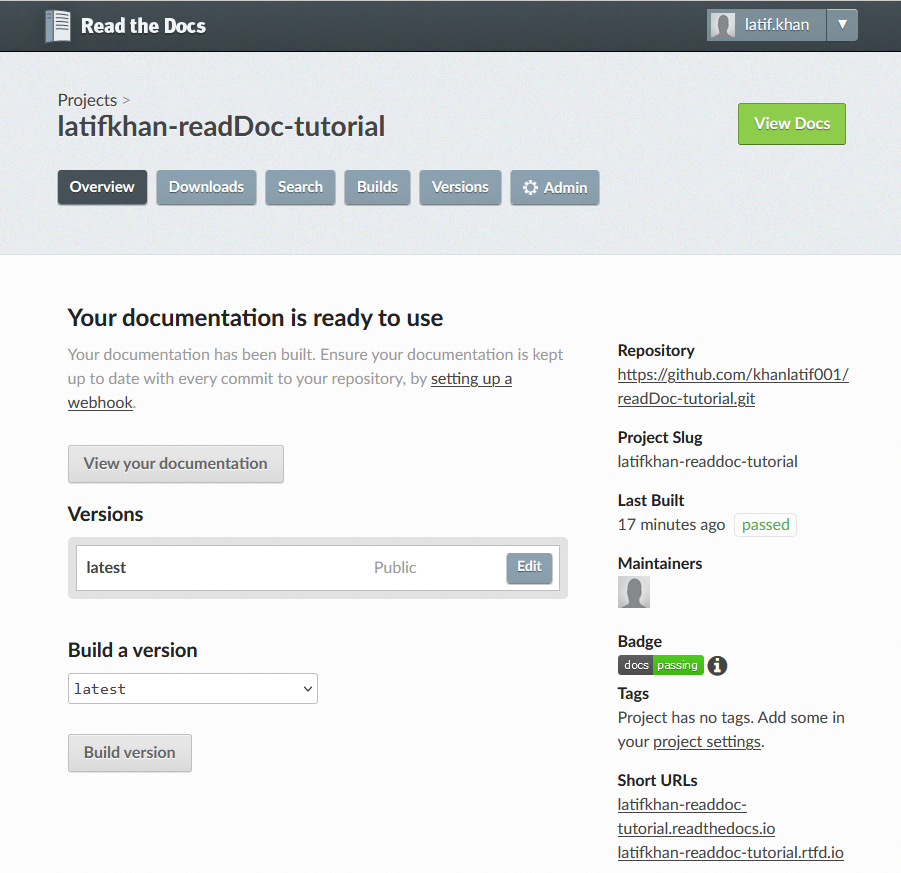 Read the Docs
latif.khan ▼
Projects >
latifkhan-readDoc-tutorial
View Docs
Overview Downloads Search Builds Versions Admin
Your documentation is ready to use
Your documentation has been built. Ensure your documentation is kept
up to date with every commit to your repository, by setting up a
webhook.
View your documentation
Versions
latest Public Edit
Build a version
latest
Build version
Repository
https://github.com/khanlatif001/
readDoc-tutorial.git
Project Slug
latifkhan-readdoc-tutorial
Last Built
17 minutes ago passed
Maintainers
Badge
docs passing
Tags
Project has no tags. Add some in
your project settings.
Short URLs
latifkhan-readdoc-
tutorial.readthedocs.io
latifkhan-readdoc-tutorial.rtfd.io